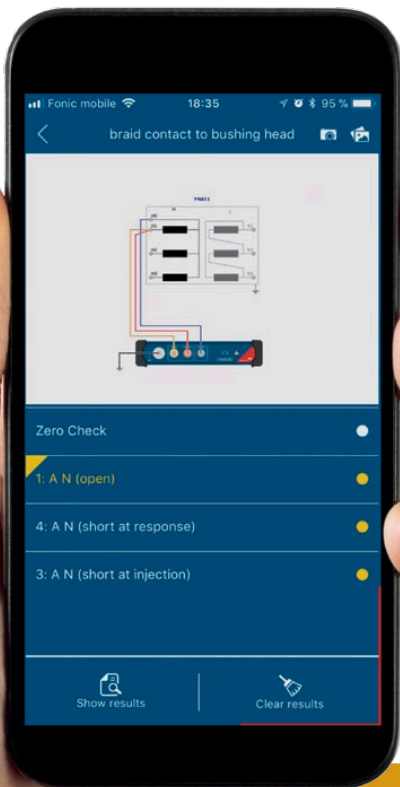 Fonic mobile 18:35 95 %
braid contact to bushing head
Zero Check
1: A N (open)
4: A N (short at response)
3: A N (short at injection)
Show results
Clear results